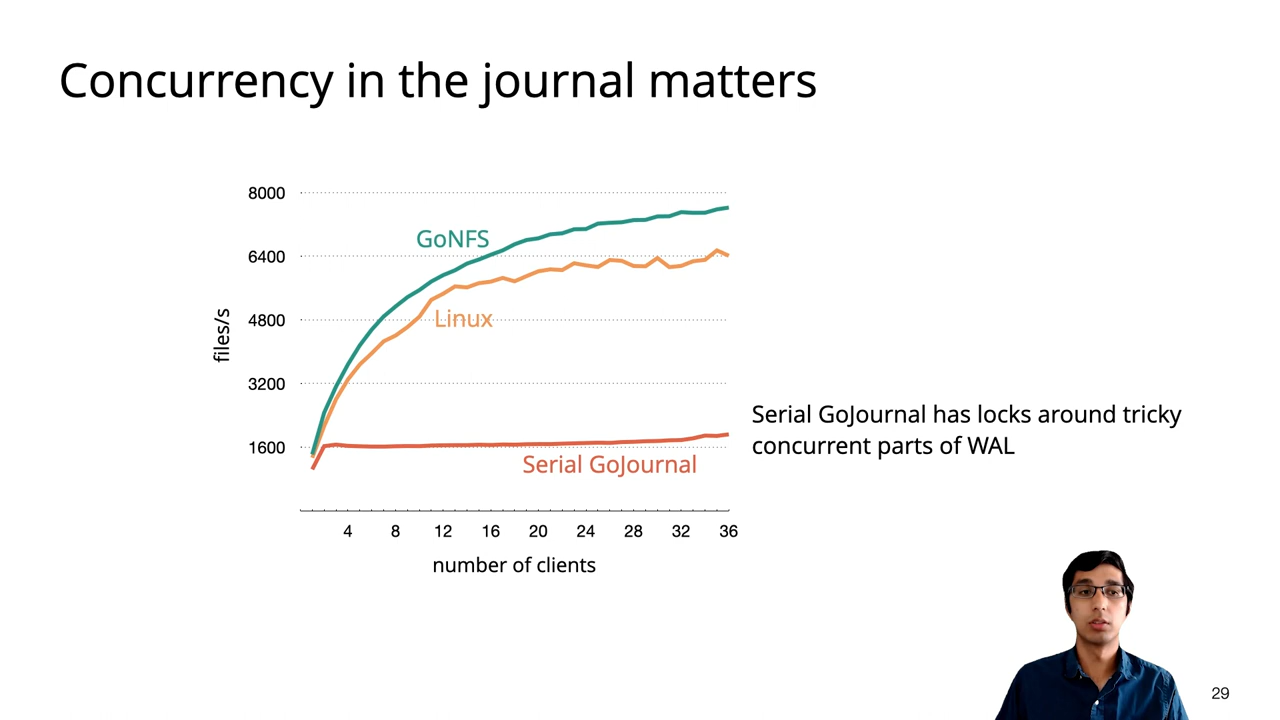 Concurrency in the journal matters
8000
6400
4800
3200
1600
files/s
GoNFS
Linux
Serial GoJournal
4 8 12 16 20 24 28 32 36
number of clients
Serial GoJournal has locks around tricky
concurrent parts of WAL
29